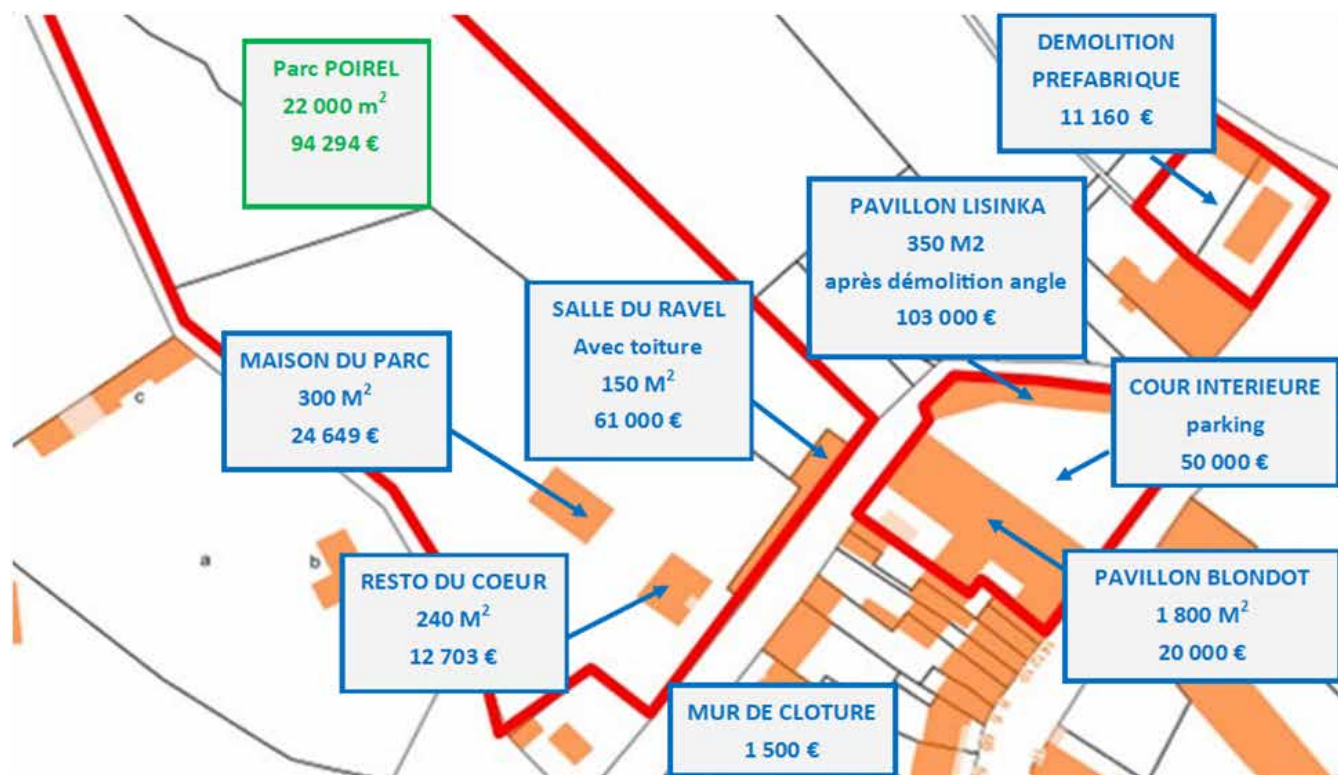 Parc POIREL
22 000 m²
94 294 €
DEMOLITION
PREFABRIQUE
11 160 €
PAVILLON LISINKA
350 M2
après démolition angle
103 000 €
SALLE DU RAVEL
Avec toiture
150 M²
61 000 €
MAISON DU PARC
300 M²
24 649 €
COUR INTERIEURE
parking
50 000 €
c
a
b
RESTO DU COEUR
240 M²
12 703 €
PAVILLON BLONDOT
1 800 M²
20 000 €
MUR DE CLOTURE
1 500 €